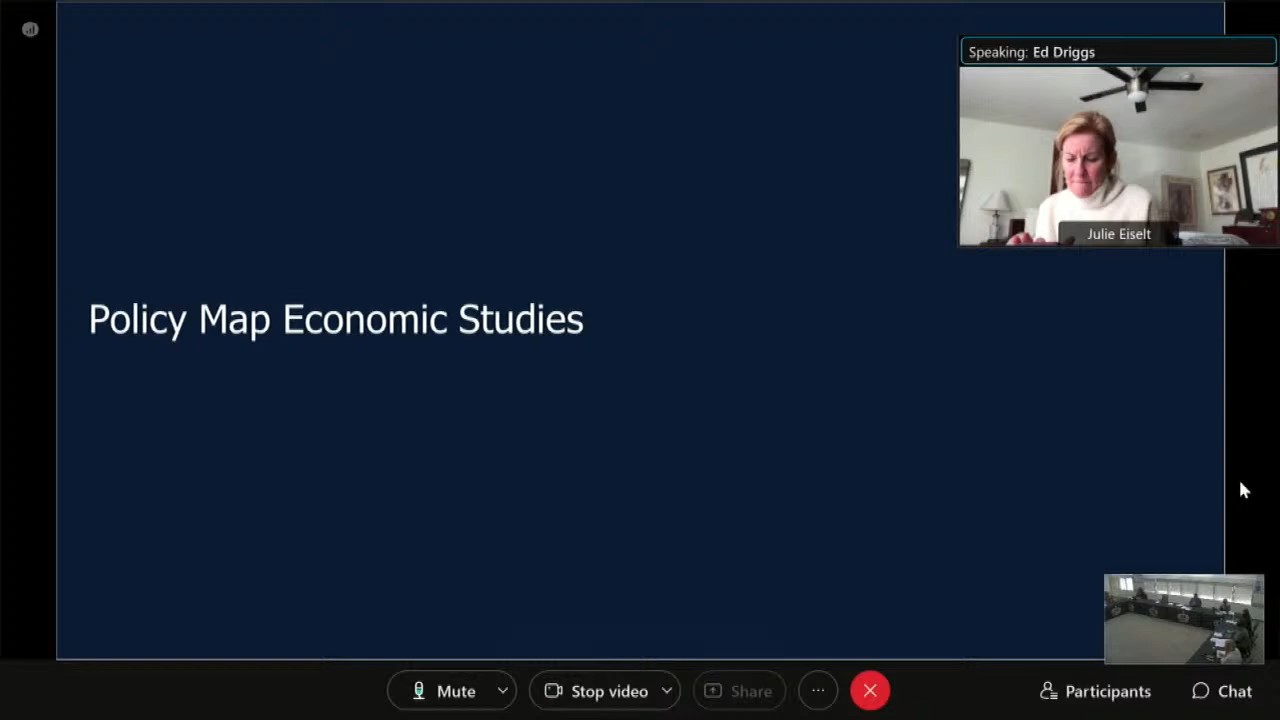 Speaking: Ed Driggs
Julie Eiselt
Policy Map Economic Studies
Mute
Stop video
Share
Participants
Chat